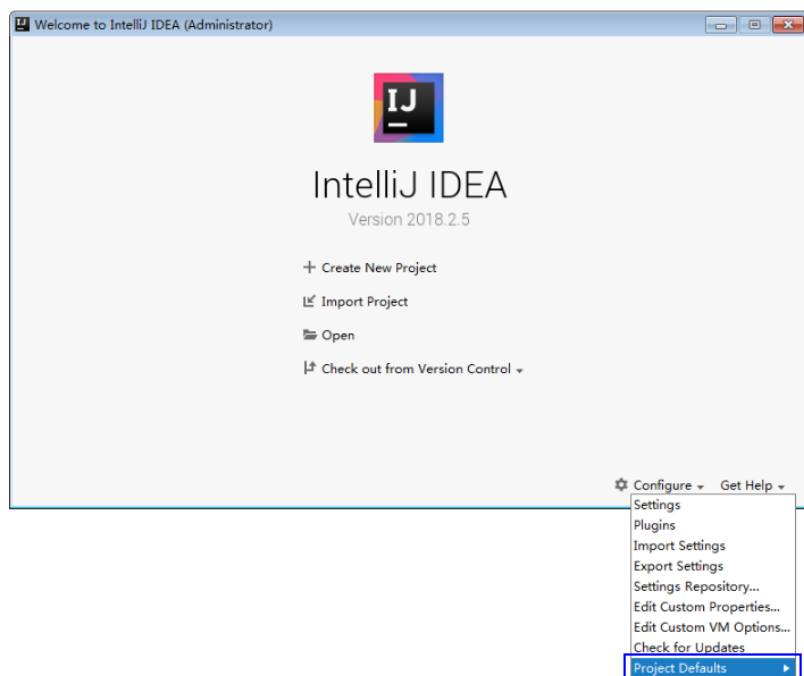 Welcome to IntelliJ IDEA (Administrator)
IJ
IntelliJ IDEA
Version 2018.2.5
Create New Project
Import Project
Open
Check out from Version Control
Configure Get Help
Settings
Plugins
Import Settings
Export Settings
Settings Repository...
Edit Custom Properties...
Edit Custom VM Options...
Check for Updates
Project Defaults